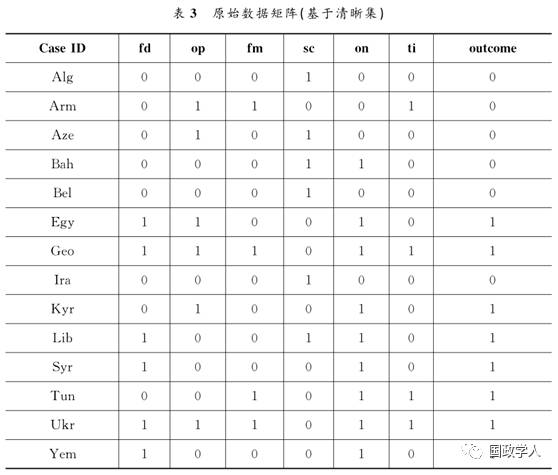 表 3 原始数据矩阵(基于清晰集)
Case ID fd op fm sc on ti outcome
Alg 0 0 0 1 0 0 0
Arm 0 1 1 0 0 1 0
Aze 0 1 0 1 0 0 0
Bah 0 0 0 1 1 0 0
Bel 0 0 0 1 0 0 0
Egy 1 1 0 0 1 0 1
Geo 1 1 1 0 1 1 1
Ira 0 0 0 1 0 0 0
Kyr 0 1 0 0 1 0 1
Lib 1 0 0 1 1 0 1
Syr 1 0 0 0 1 0 1
Tun 0 0 1 0 1 1 1
Ukr 1 1 1 0 1 1 1
Yem 1 0 0 0 1 0
国政学人